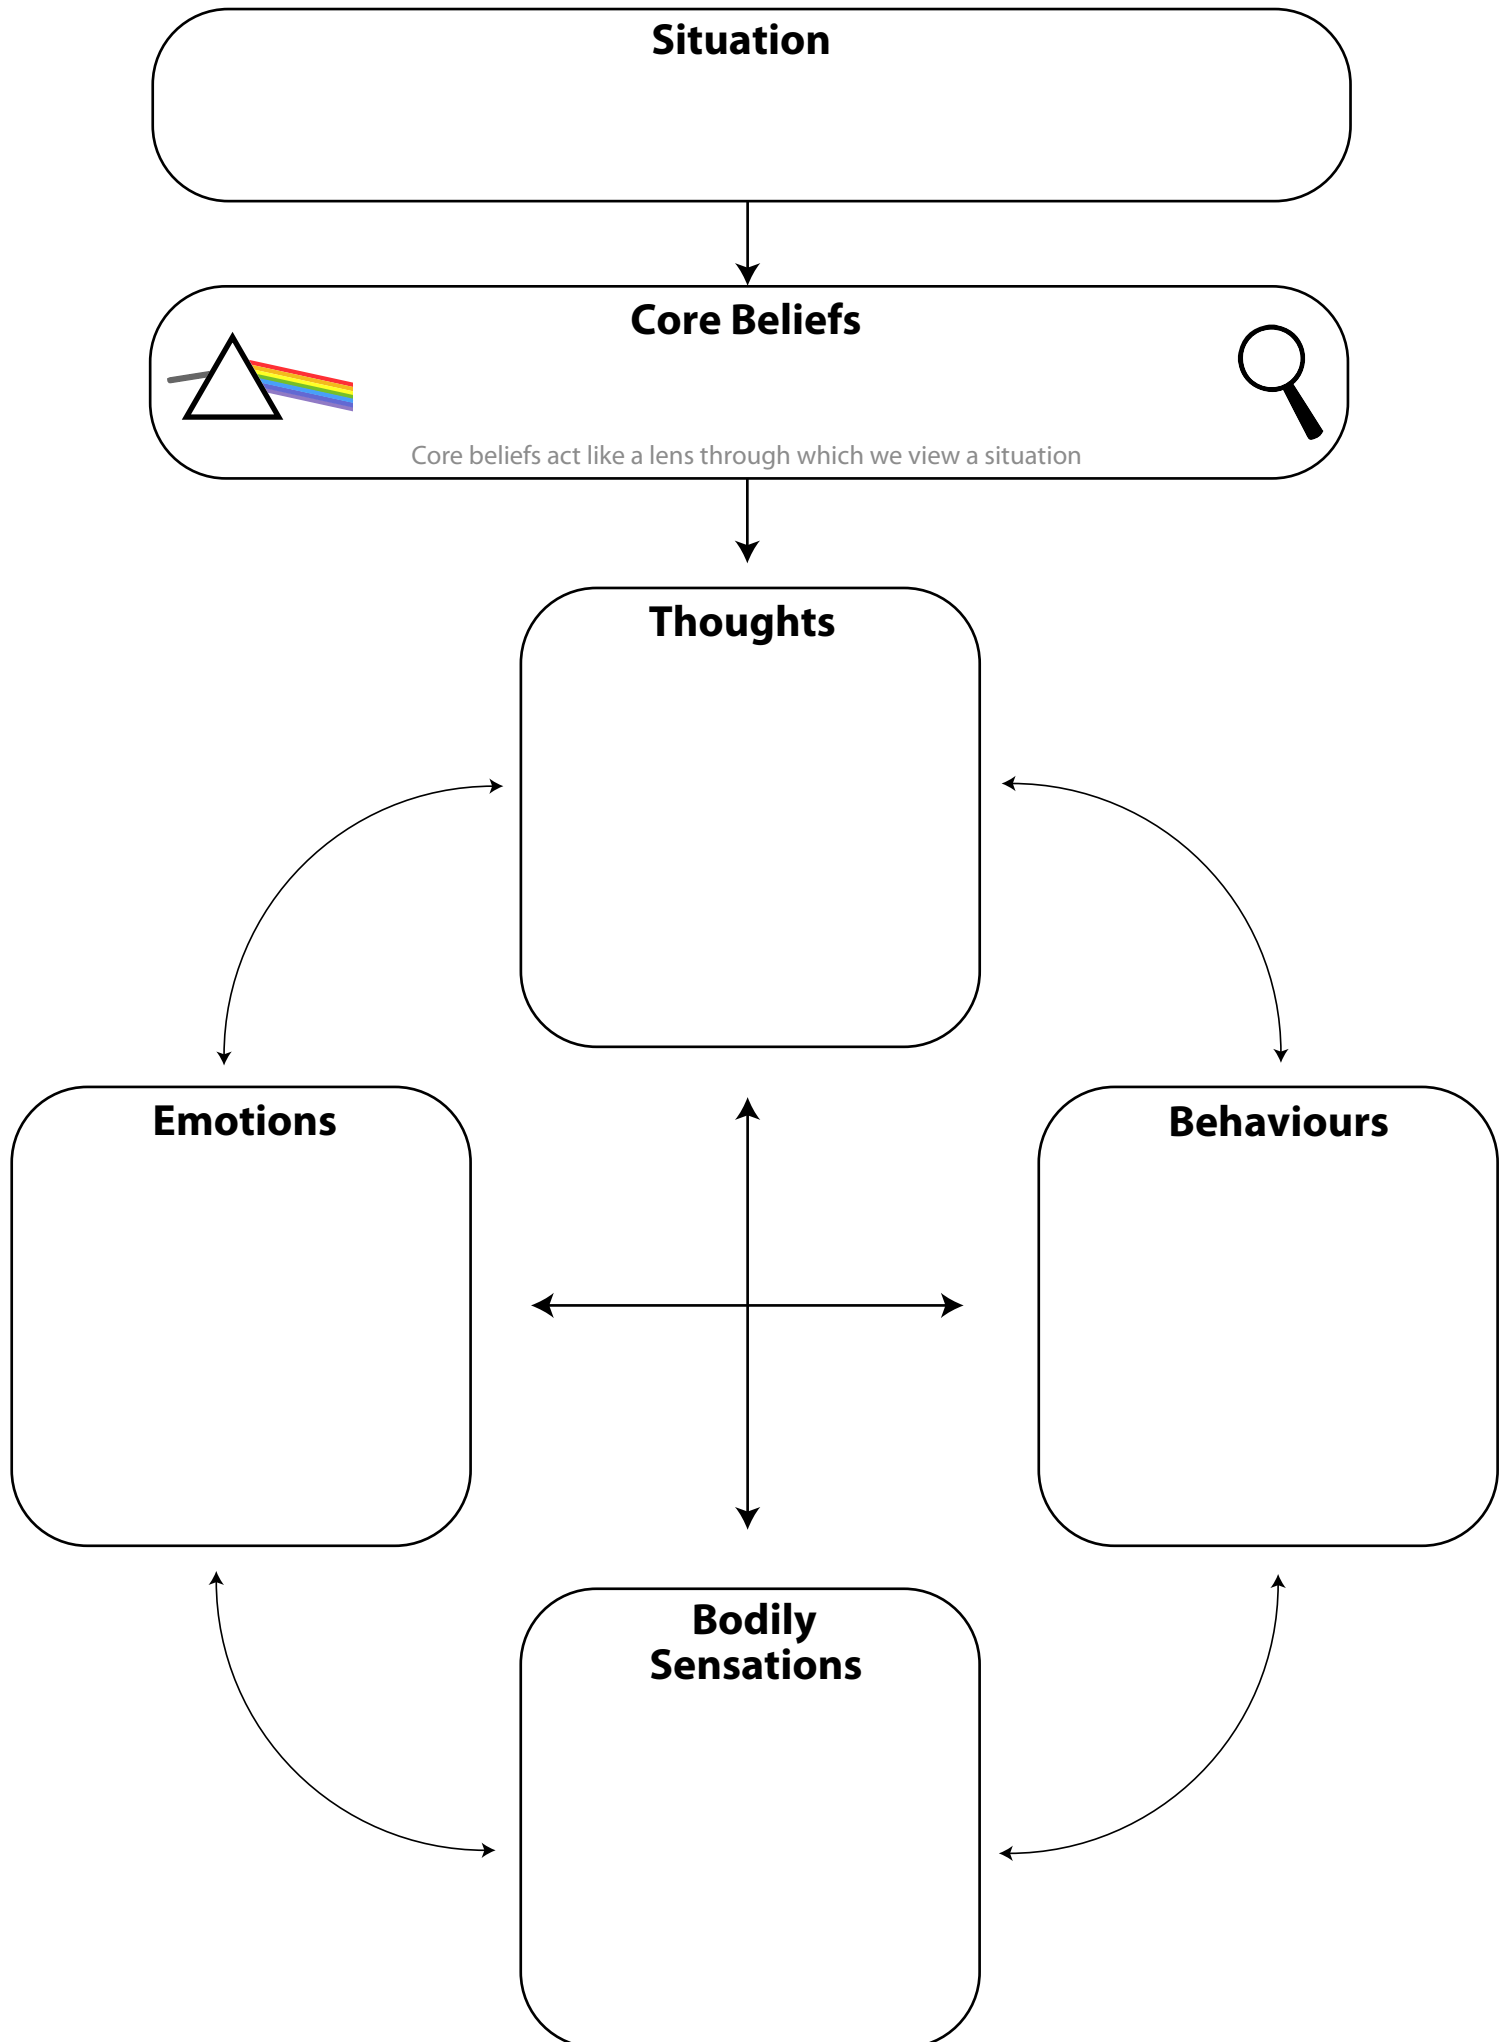 Situation
Core Beliefs
Core beliefs act like a lens through which we view a situation
Thoughts
Emotions
Behaviours
Bodily
Sensations